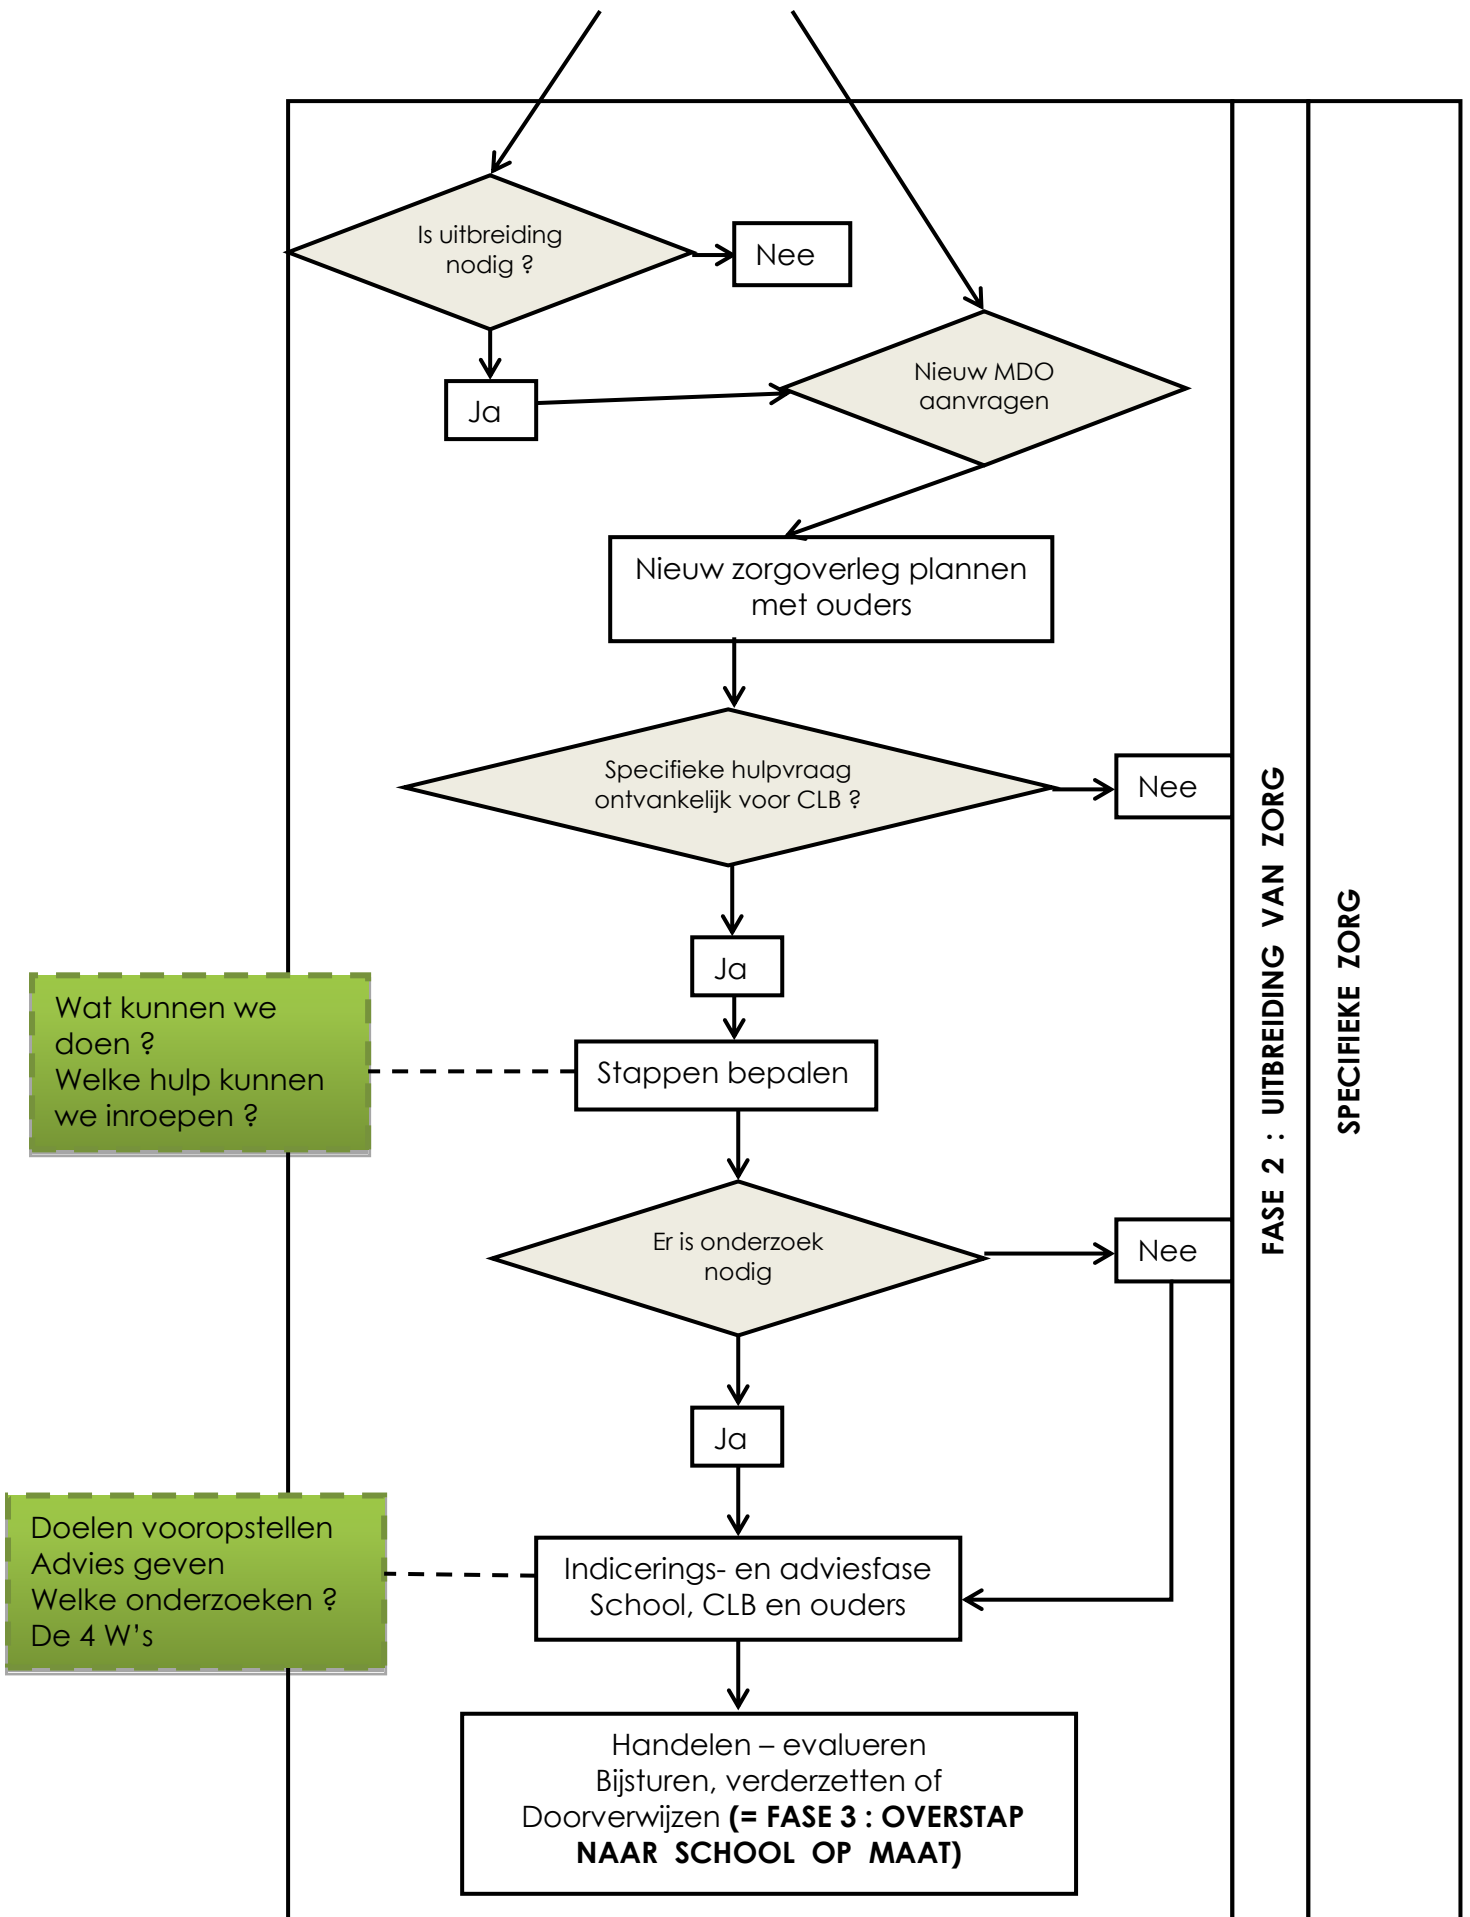 Is uitbreiding
nodig ?
Nee
Ja
Nieuw MDO
aanvragen
Nieuw zorgoverleg plannen
met ouders
Specifieke hulpvraag
ontvankelijk voor CLB ?
Nee
Ja
Wat kunnen we
doen ?
Welke hulp kunnen
we inroepen ?
Stappen bepalen
Er is onderzoek
nodig
Nee
Ja
Doelen vooropstellen
Advies geven
Welke onderzoeken ?
De 4 W’s
Indicerings- en adviesfase
School, CLB en ouders
Handelen – evalueren
Bijsturen, verderzetten of
Doorverwijzen (= FASE 3 : OVERSTAP
NAAR SCHOOL OP MAAT)
FASE 2 : UITBREIDING VAN ZORG
SPECIFIEKE ZORG